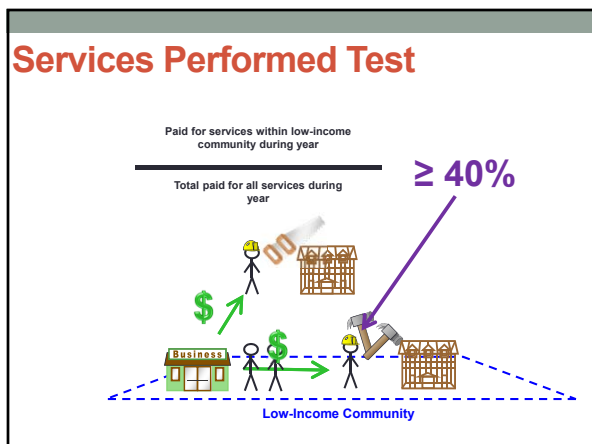 Services Performed Test
Paid for services within low-income
community during year
Total paid for all services during
year
≥ 40%
$
$
Business
Low-Income Community